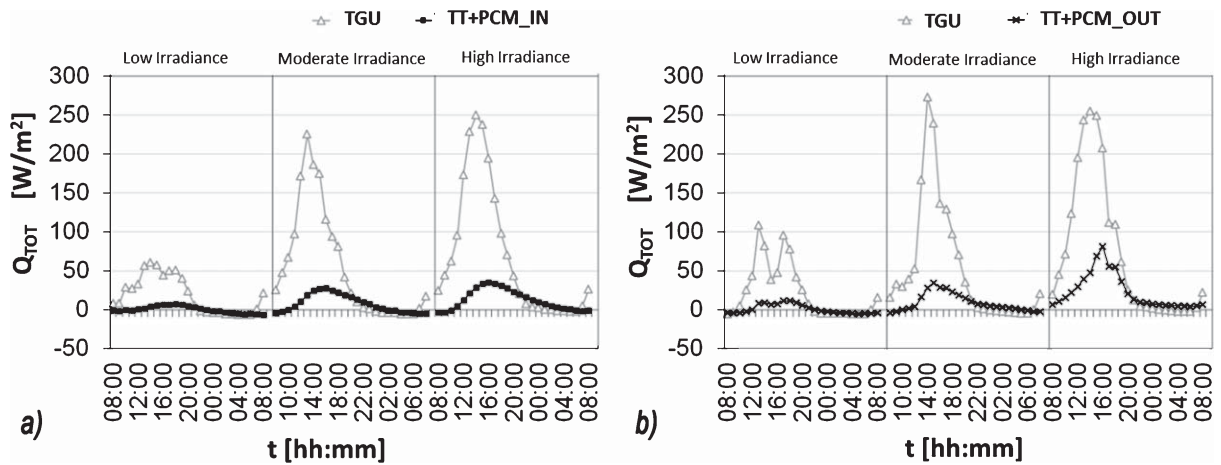 TGU TT+PCM_IN
Low Irradiance Moderate Irradiance High Irradiance
300
250
200
150
100
50
0
-50
Q_TOT [W/m²]
08:00 12:00 16:00 20:00 00:00 04:00 08:00 10:00 14:00 18:00 22:00 02:00 06:00 08:00 12:00 16:00 20:00 00:00 04:00 08:00
t [hh:mm]
a)
TGU TT+PCM_OUT
Low Irradiance Moderate Irradiance High Irradiance
300
250
200
150
100
50
0
-50
Q_TOT [W/m²]
08:00 12:00 16:00 20:00 00:00 04:00 08:00 10:00 14:00 18:00 22:00 02:00 06:00 08:00 12:00 16:00 20:00 00:00 04:00 08:00
t [hh:mm]
b)